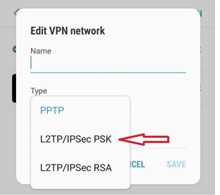 Edit VPN network
Name
Type
PPTP
L2TP/IPSec PSK
L2TP/IPSec RSA
SAVE